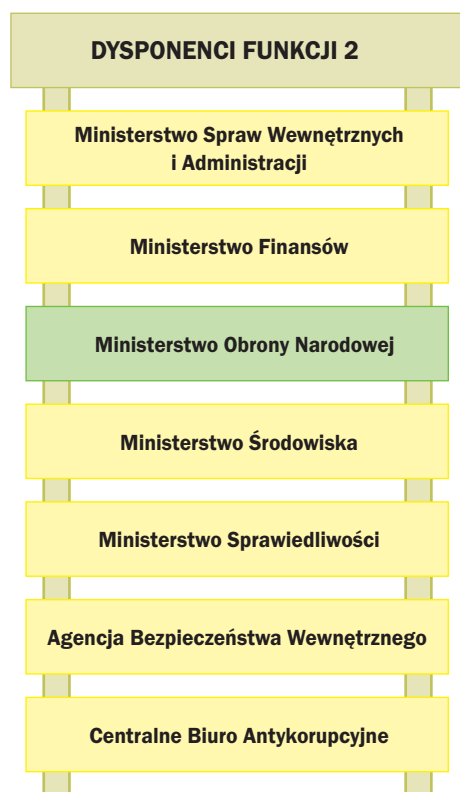 DYSPONENCI FUNKCJI 2
Ministerstwo Spraw Wewnętrznych
i Administracji
Ministerstwo Finansów
Ministerstwo Obrony Narodowej
Ministerstwo Środowiska
Ministerstwo Sprawiedliwości
Agencja Bezpieczeństwa Wewnętrznego
Centralne Biuro Antykorupcyjne